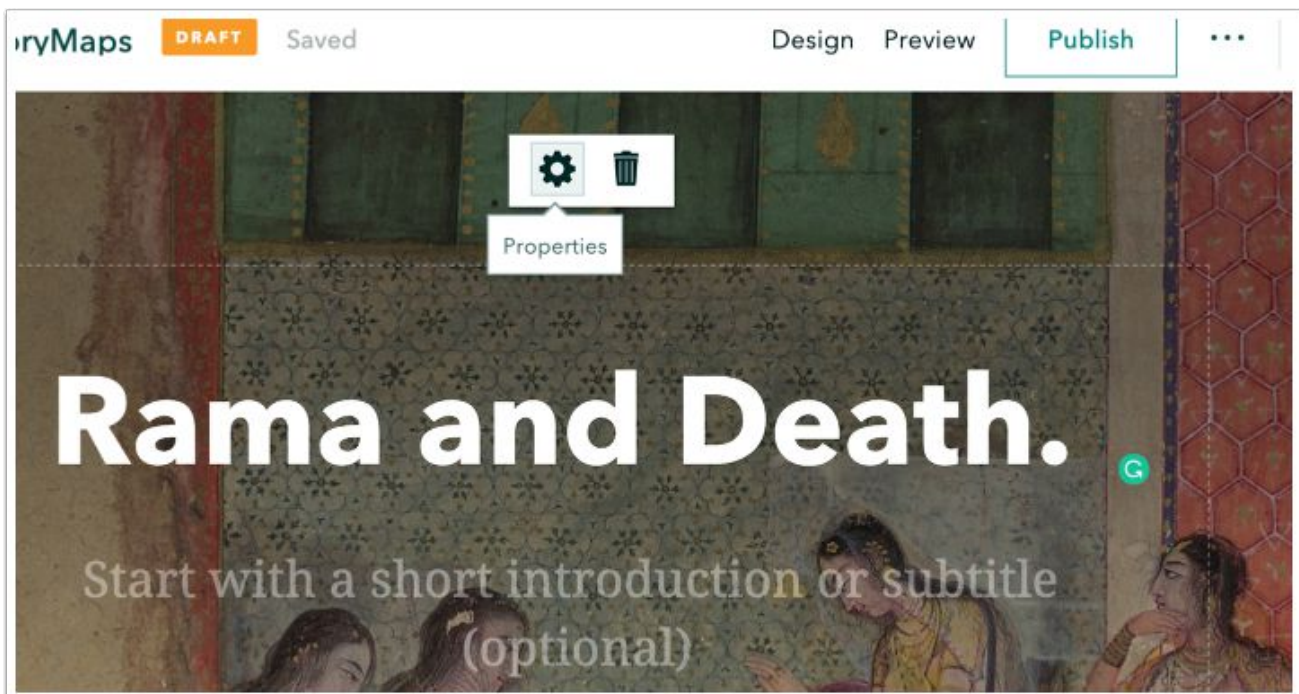 ryMaps DRAFT Saved Design Preview Publish ...
Properties
Rama and Death.
Start with a short introduction or subtitle
(optional)